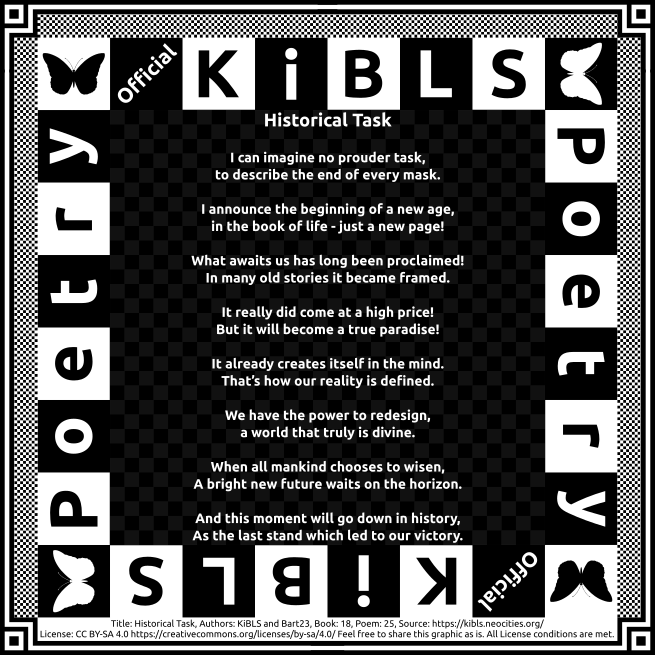 Official KiBLS
Poetry
Poetry
Historical Task
I can imagine no prouder task,
to describe the end of every mask.
I announce the beginning of a new age,
in the book of life - just a new page!
What awaits us has long been proclaimed!
In many old stories it became framed.
It really did come at a high price!
But it will become a true paradise!
It already creates itself in the mind.
That's how our reality is defined.
We have the power to redesign,
a world that truly is divine.
When all mankind chooses to wisen,
A bright new future waits on the horizon.
And this moment will go down in history,
As the last stand which led to our victory.
Official KiBLS
Title: Historical Task, Authors: KiBLS and Bart23, Book: 18, Poem: 25, Source: https://kibls.neocities.org/
License: CC BY-SA 4.0 https://creativecommons.org/licenses/by-sa/4.0/ Feel free to share this graphic as is. All License conditions are met.